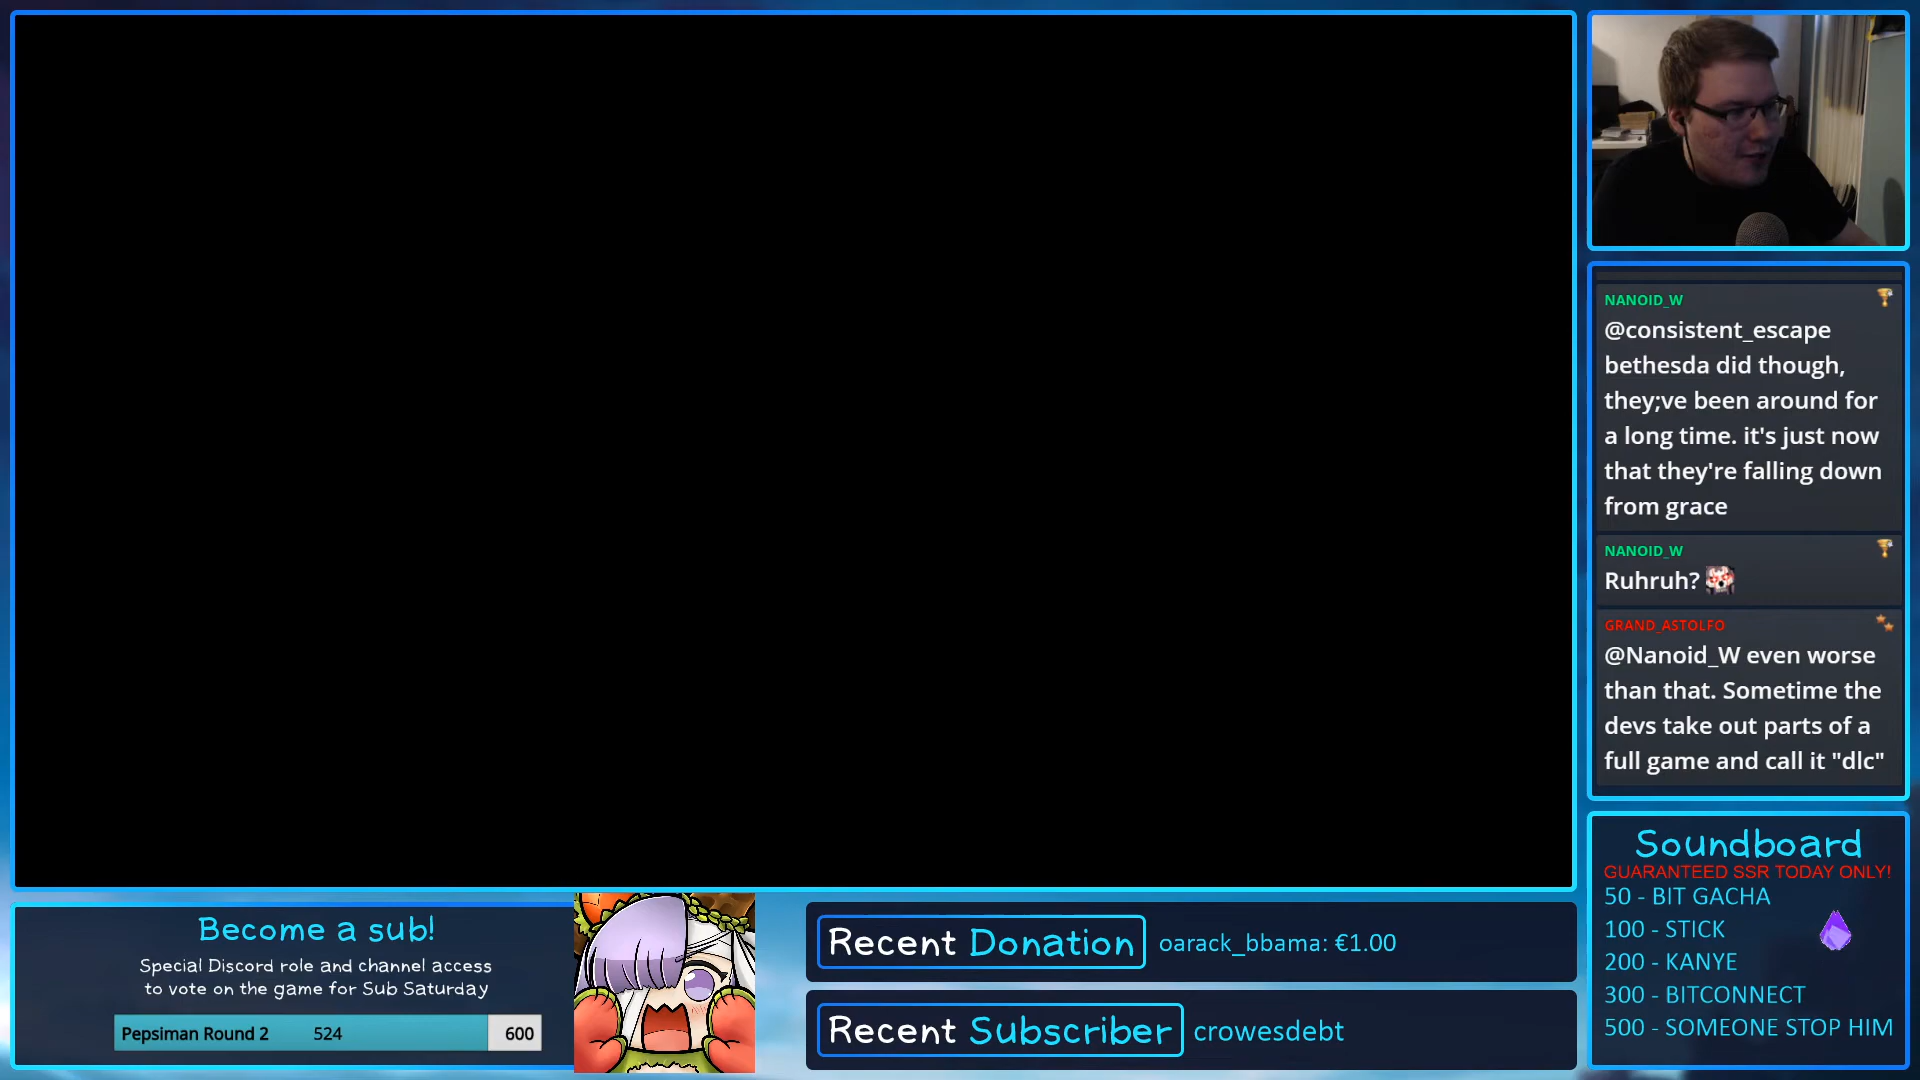 NANOID_W
@consistent_escape
bethesda did though,
they;ve been around for
a long time. it's just now
that they're falling down
from grace
NANOID_W
Ruhruh?
GRAND_ASTOLFO
@Nanoid_W even worse
than that. Sometime the
devs take out parts of a
full game and call it "dlc"
Soundboard
GUARANTEED SSR TODAY ONLY!
50 - BIT GACHA
100 - STICK
200 - KANYE
300 - BITCONNECT
500 - SOMEONE STOP HIM
Become a sub!
Special Discord role and channel access
to vote on the game for Sub Saturday
Pepsiman Round 2 524 600
Recent Donation oarack_bbama: €1.00
Recent Subscriber crowesdebt